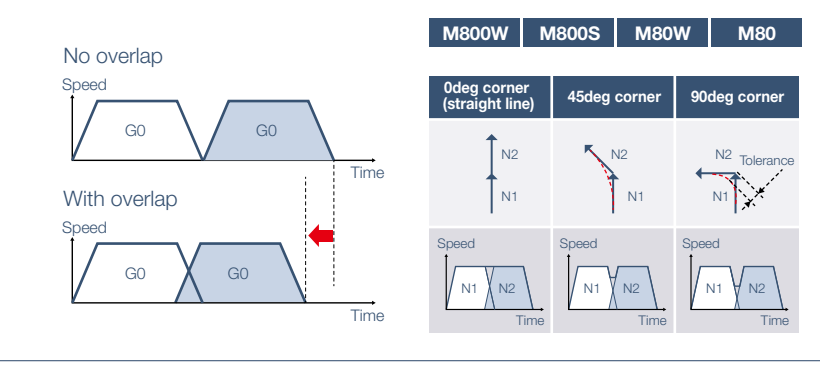 No overlap
Speed
G0
G0
Time
With overlap
Speed
G0
G0
Time
M800W
M800S
M80W
M80
0deg corner
(straight line)
45deg corner
90deg corner
N2
N1
N2
N1
N2
Tolerance
N1
Speed
N1
N2
Time
Speed
N1
N2
Time
Speed
N1
N2
Time